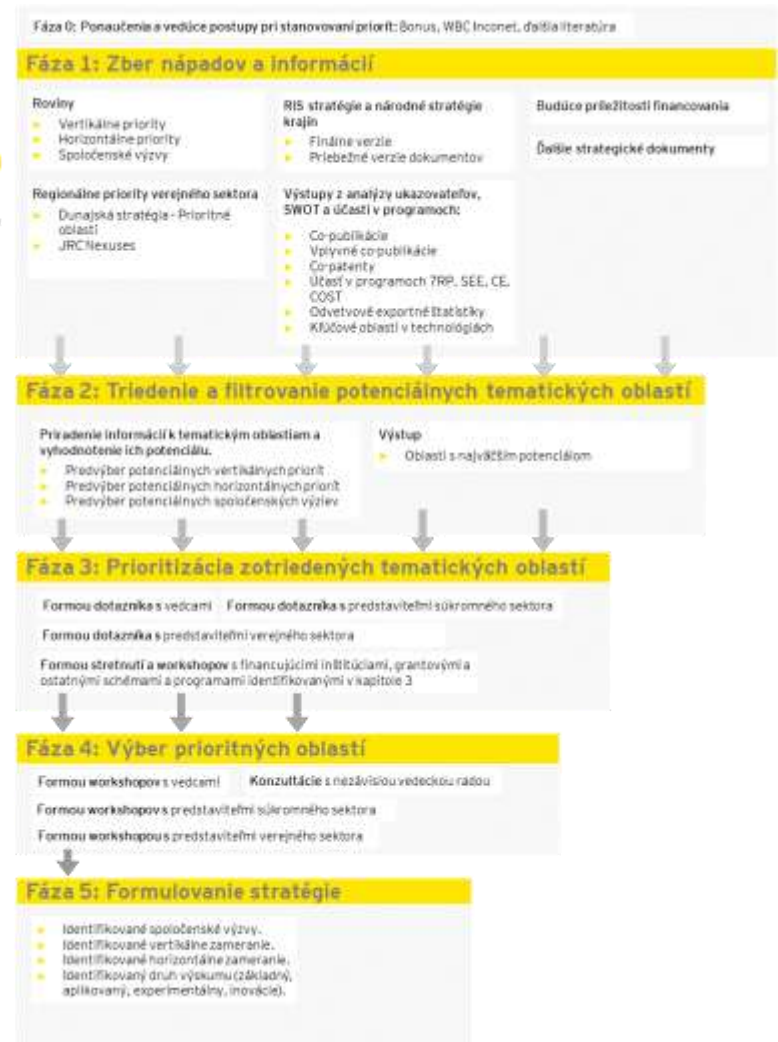 Fáza 0: Ponaučenia a vedúce postupy pri stanovovaní priorít: Bonus, WBC Inconet, ďalšia literatúra
Fáza 1: Zber nápadov a informácií
Roviny
Vertikálne priority
Horizontálne priority
Spoločenské výzvy
Regionálne priority verejného sektora
Dunajská stratégia - Prioritné
oblasti
JRC Nexuses
RIS stratégie a národné stratégie
krajín
Finálne verzie
Priebežné verzie dokumentov
Výstupy z analýzy ukazovateľov,
SWOT a účasti v programoch:
Co-publikácie
Vplyvné co-publikácie
Co-patenty
Účasť v programoch 7RP, SEE, CE,
COST
Odvetvové exportné štatistiky
Kľúčové oblasti v technológiách
Budúce príležitosti financovania
Ďalšie strategické dokumenty
Fáza 2: Triedenie a filtrovanie potenciálnych tematických oblastí
Priradenie informácií k tematickým oblastiam a
vyhodnotenie ich potenciálu.
Predvýber potenciálnych vertikálnych priorít
Predvýber potenciálnych horizontálnych priorít
Predvýber potenciálnych spoločenských výziev
Výstup
Oblasti s najväčším potenciálom
Fáza 3: Prioritizácia zotriedených tematických oblastí
Formou dotazníka s vedcami
Formou dotazníka s predstaviteľmi súkromného sektora
Formou dotazníka s predstaviteľmi verejného sektora
Formou stretnutí a workshopov s financujúcimi inštitúciami, grantovými a
ostatnými schémami a programami identifikovanými v kapitole 3
Fáza 4: Výber prioritných oblastí
Formou workshopov s vedcami
Konzultácie s nezávislou vedeckou radou
Formou workshopov s predstaviteľmi súkromného sektora
Formou workshopou s predstaviteľmi verejného sektora
Fáza 5: Formulovanie stratégie
Identifikované spoločenské výzvy.
Identifikované vertikálne zameranie.
Identifikované horizontálne zameranie.
Identifikovaný druh výskumu (základný,
aplikovaný, experimentálny, inovácie).